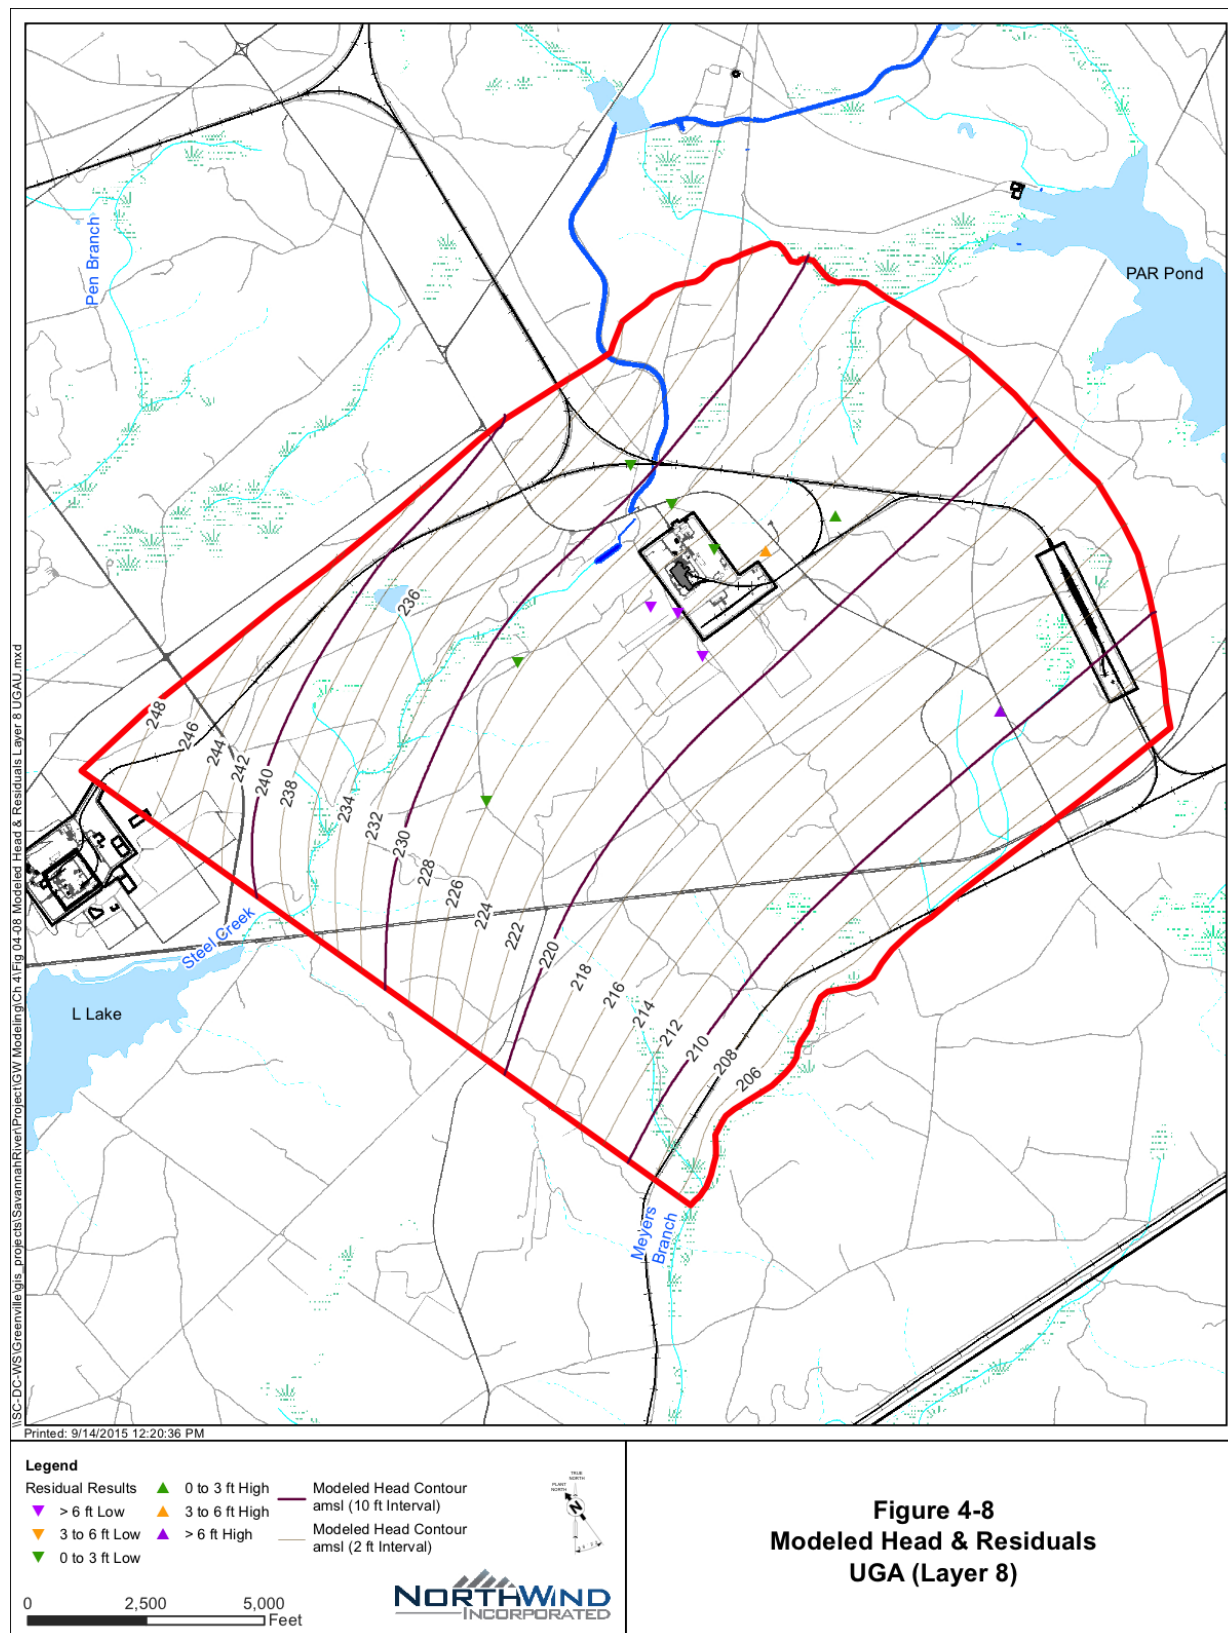 Pen Branch
PAR Pond
236
248
246
244
242
240
238
234
232
230
228
226
224
222
220
218
216
214
212
210
208
206
Steel Creek
L Lake
Meyers
Branch
\\SC-DC-WS\Greenville\gis_projects\SavannahRiver\Project\GW Modeling\Ch 4\Fig 04-08 Modeled Head & Residuals Layer 8 UGAU.mxd
Printed: 9/14/2015 12:20:36 PM
Legend
Residual Results
> 6 ft Low
3 to 6 ft Low
0 to 3 ft Low
0 to 3 ft High
3 to 6 ft High
> 6 ft High
Modeled Head Contour
amsl (10 ft Interval)
Modeled Head Contour
amsl (2 ft Interval)
TRUE
NORTH
PLANT
NORTH
N
0 2,500 5,000
Feet
NORTHWIND
INCORPORATED
Figure 4-8
Modeled Head & Residuals
UGA (Layer 8)